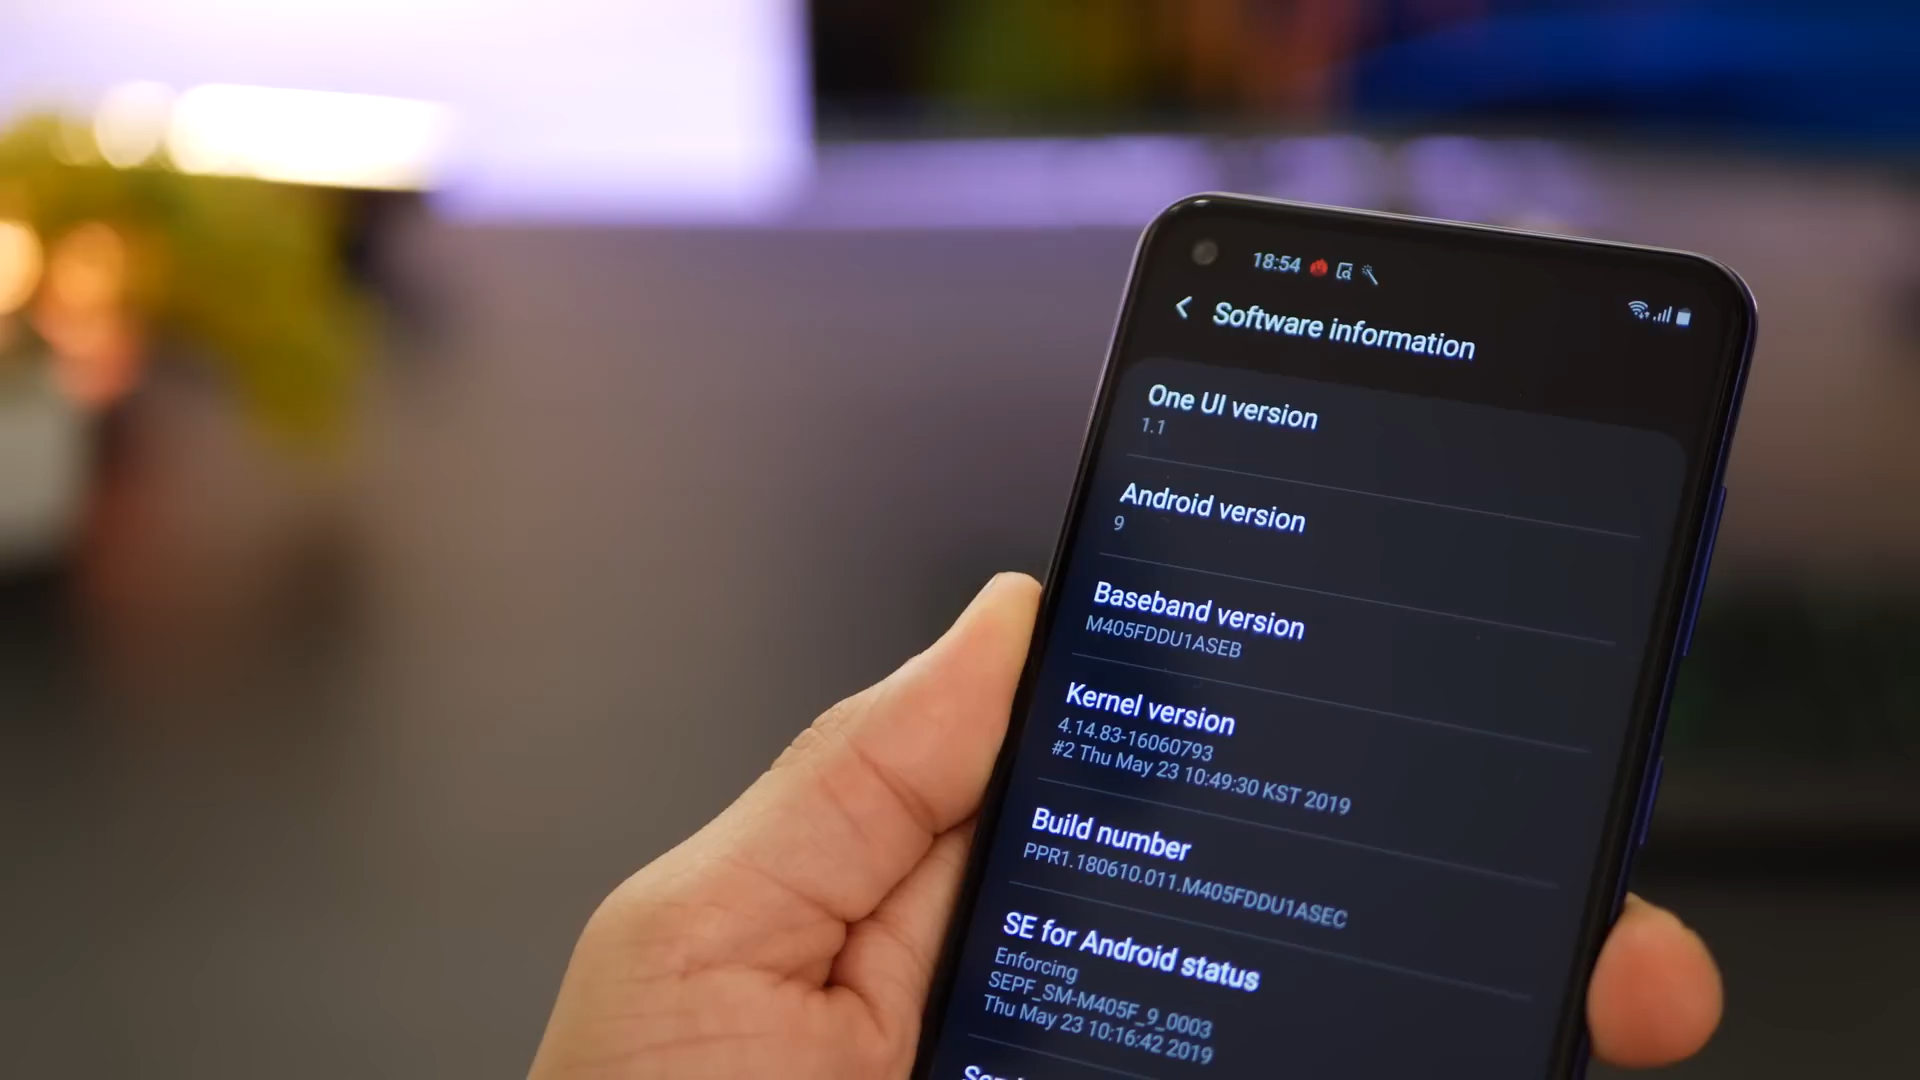 18:54
Software information
One UI version
1.1
Android version
9
Baseband version
M405FDDU1ASEB
Kernel version
4.14.83-16060793
#2 Thu May 23 10:49:30 KST 2019
Build number
PPR1.180610.011.M405FDDU1ASEC
SE for Android status
Enforcing
SEPF_SM-M405F_9_0003
Thu May 23 10:16:42 2019